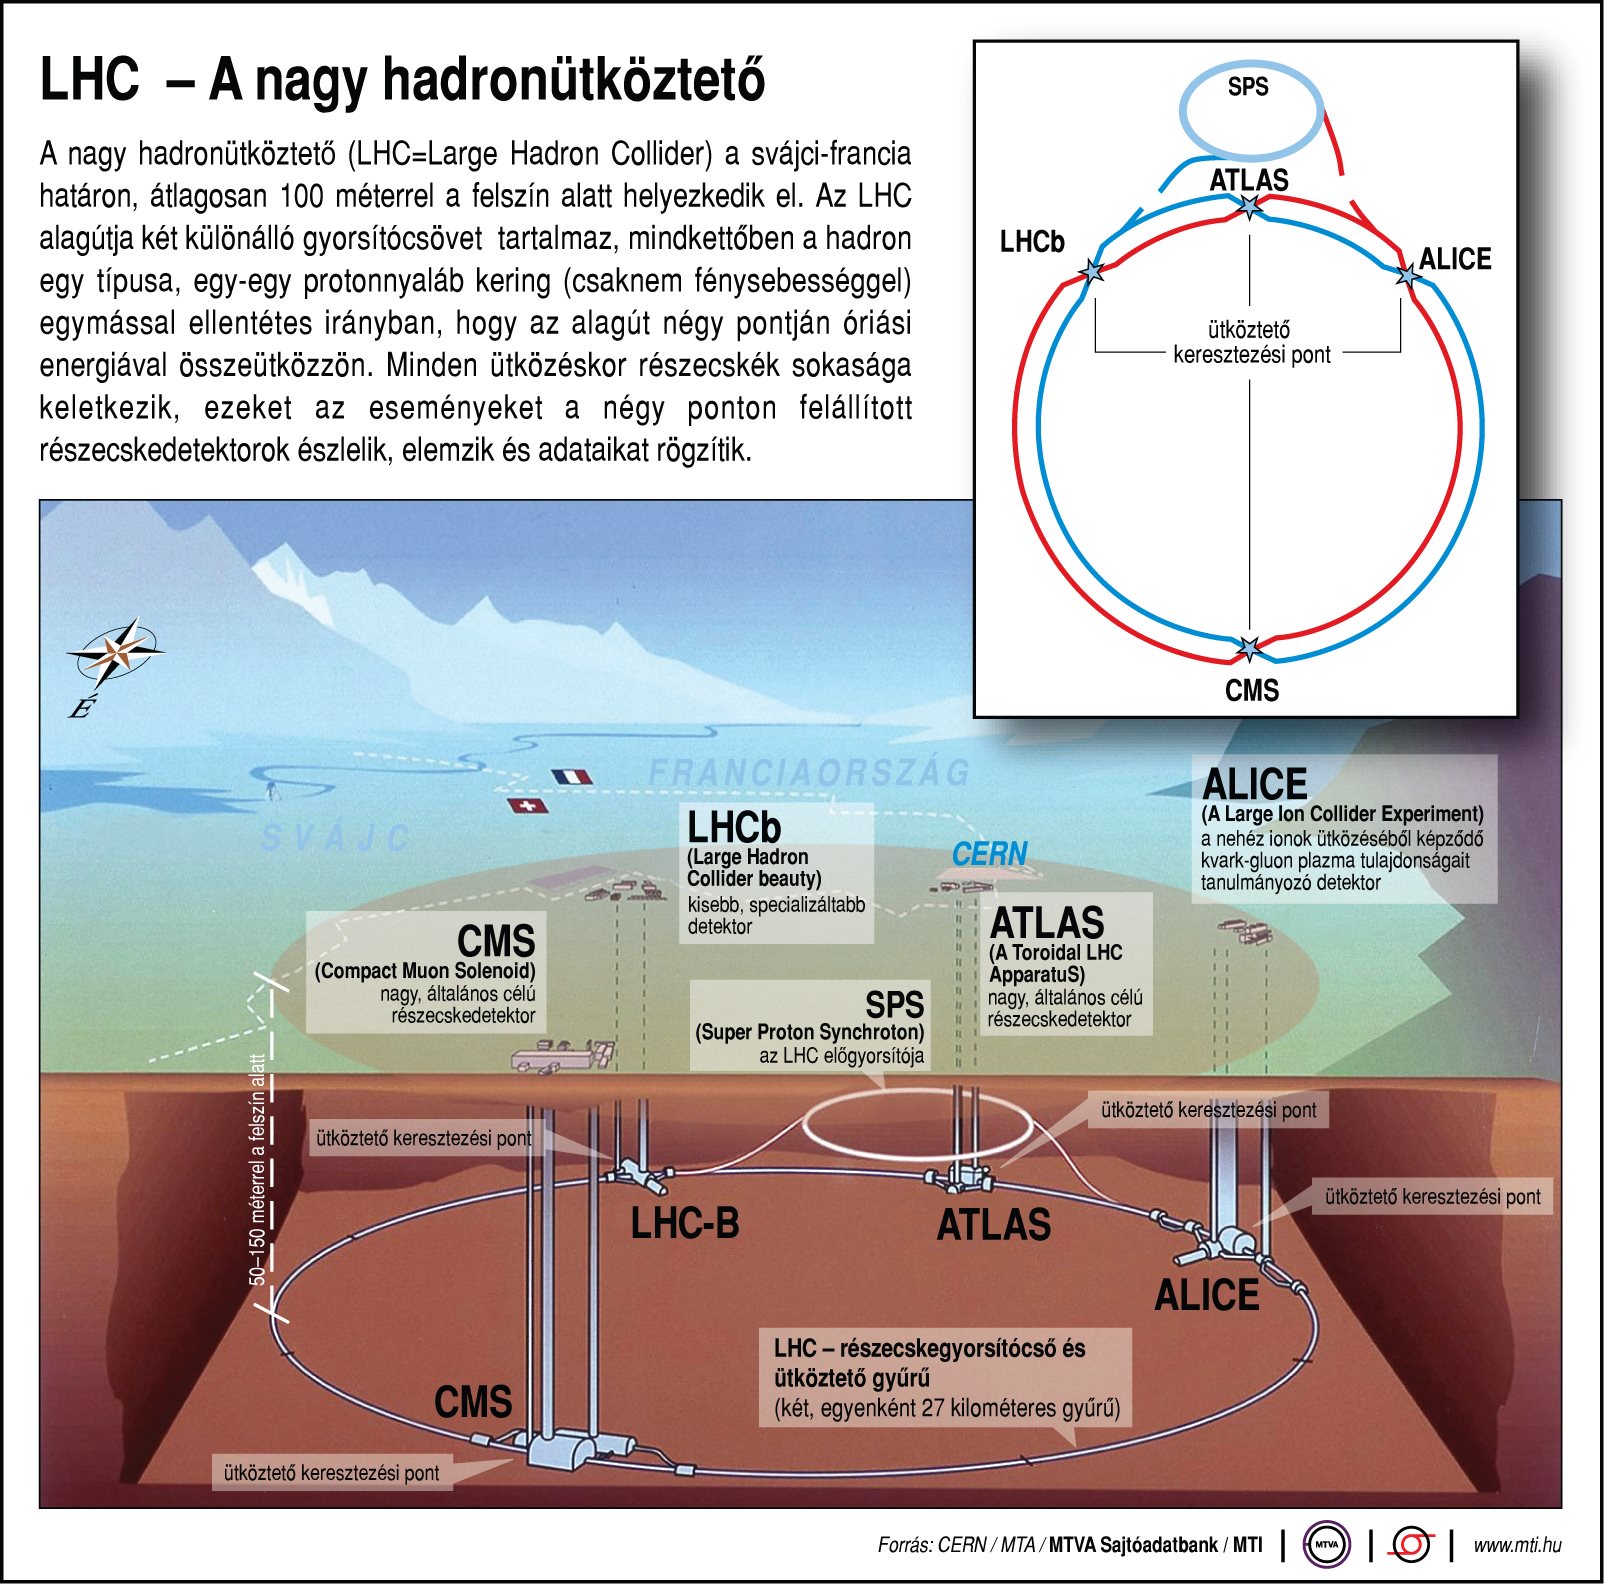 LHC – A nagy hadronütköztető
A nagy hadronütköztető (LHC=Large Hadron Collider) a svájci-francia
határon, átlagosan 100 méterrel a felszín alatt helyezkedik el. Az LHC
alagútja két különálló gyorsítócsövet tartalmaz, mindkettőben a hadron
egy típusa, egy-egy protonnyaláb kering (csaknem fénysebességgel)
egymással ellentétes irányban, hogy az alagút négy pontján óriási
energiával összeütközzön. Minden ütközéskor részecskék sokasága
keletkezik, ezeket az eseményeket a négy ponton felállított
részecskedetektorok észlelik, elemzik és adataikat rögzítik.
SPS
ATLAS
LHCb
ALICE
ütköztető
keresztezési pont
CMS
É
FRANCIAORSZÁG
SVÁJC
ALICE
(A Large Ion Collider Experiment)
a nehéz ionok ütközéséből képződő
kvark-gluon plazma tulajdonságait
tanulmányozó detektor
LHCb
(Large Hadron
Collider beauty)
kisebb, specializáltabb
detektor
CERN
ATLAS
(A Toroidal LHC
ApparatuS)
nagy, általános célú
részecskedetektor
CMS
(Compact Muon Solenoid)
nagy, általános célú
részecskedetektor
SPS
(Super Proton Synchroton)
az LHC előgyorsítója
50–150 méterrel a felszín alatt
ütköztető keresztezési pont
ütköztető keresztezési pont
ütköztető keresztezési pont
LHC-B
ATLAS
ALICE
LHC – részecskegyorsítócső és
ütköztető gyűrű
(két, egyenként 27 kilométeres gyűrű)
CMS
ütköztető keresztezési pont
Forrás: CERN / MTA / MTVA Sajtóadatbank / MTI
MTVA
www.mti.hu